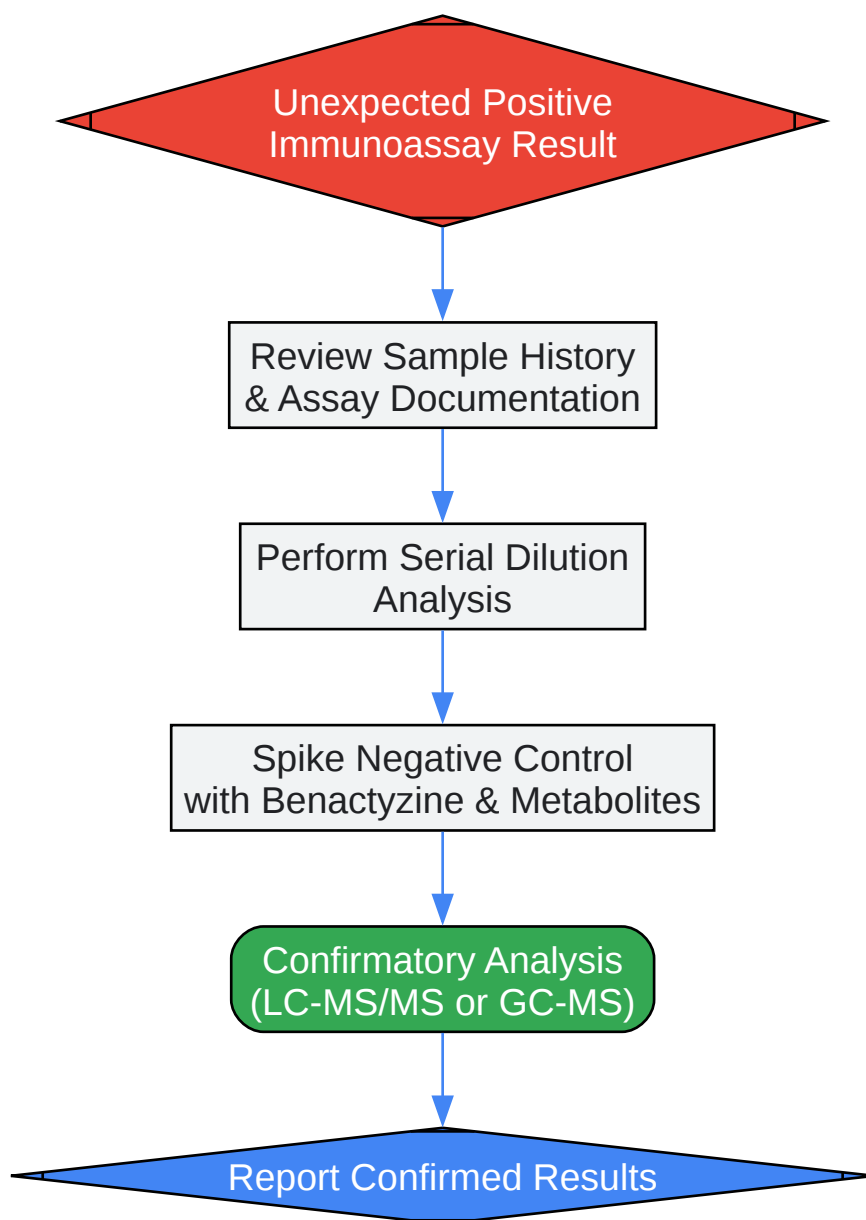 Unexpected Positive
Immunoassay Result
Review Sample History
& Assay Documentation
Perform Serial Dilution
Analysis
Spike Negative Control
with Benactyzine & Metabolites
Confirmatory Analysis
(LC-MS/MS or GC-MS)
Report Confirmed Results